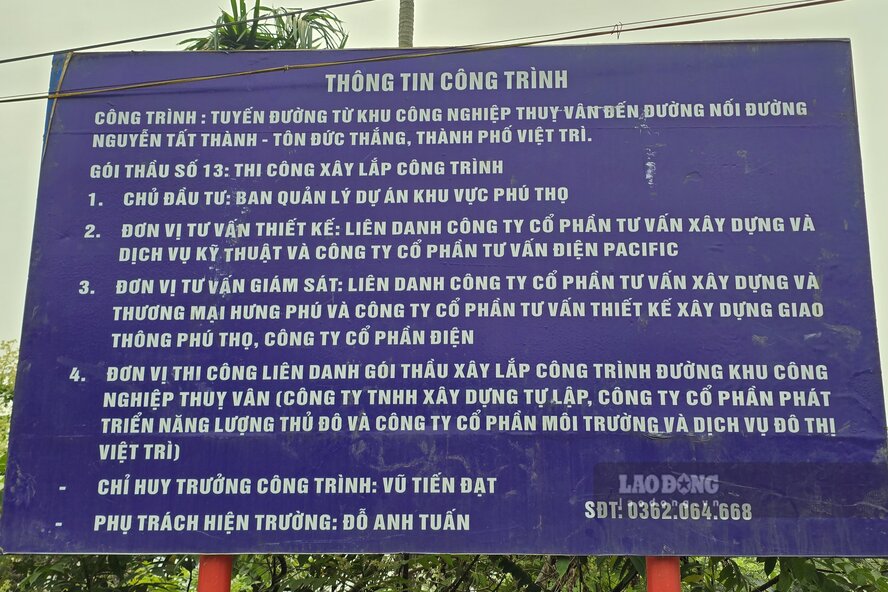 THÔNG TIN CÔNG TRÌNH
CÔNG TRÌNH : TUYẾN ĐƯỜNG TỪ KHU CÔNG NGHIỆP THUỴ VÂN ĐẾN ĐƯỜNG NỐI ĐƯỜNG
NGUYỄN TẤT THÀNH - TÔN ĐỨC THẮNG, THÀNH PHỐ VIỆT TRÌ.
GÓI THẦU SỐ 13: THI CÔNG XÂY LẮP CÔNG TRÌNH
1. CHỦ ĐẦU TƯ: BAN QUẢN LÝ DỰ ÁN KHU VỰC PHÚ THỌ
2. ĐƠN VỊ TƯ VẤN THIẾT KẾ: LIÊN DANH CÔNG TY CỔ PHẦN TƯ VẤN XÂY DỰNG VÀ
DỊCH VỤ KỸ THUẬT VÀ CÔNG TY CỔ PHẦN TƯ VẤN ĐIỆN PACIFIC
3. ĐƠN VỊ TƯ VẤN GIÁM SÁT: LIÊN DANH CÔNG TY CỔ PHẦN TƯ VẤN XÂY DỰNG VÀ
THƯƠNG MẠI HƯNG PHÚ VÀ CÔNG TY CỔ PHẦN TƯ VẤN THIẾT KẾ XÂY DỰNG GIAO
THÔNG PHÚ THỌ, CÔNG TY CỔ PHẦN ĐIỆN
4. ĐƠN VỊ THI CÔNG LIÊN DANH GÓI THẦU XÂY LẮP CÔNG TRÌNH ĐƯỜNG KHU CÔNG
NGHIỆP THUỴ VÂN (CÔNG TY TNHH XÂY DỰNG TỰ LẬP, CÔNG TY CỔ PHẦN PHÁT
TRIỂN NĂNG LƯỢNG THỦ ĐÔ VÀ CÔNG TY CỔ PHẦN MÔI TRƯỜNG VÀ DỊCH VỤ ĐÔ THỊ
VIỆT TRÌ)
- CHỈ HUY TRƯỞNG CÔNG TRÌNH: VŨ TIẾN ĐẠT
LAO ĐỘNG
- PHỤ TRÁCH HIỆN TRƯỜNG: ĐỖ ANH TUẤN SĐT: 0362.064.668